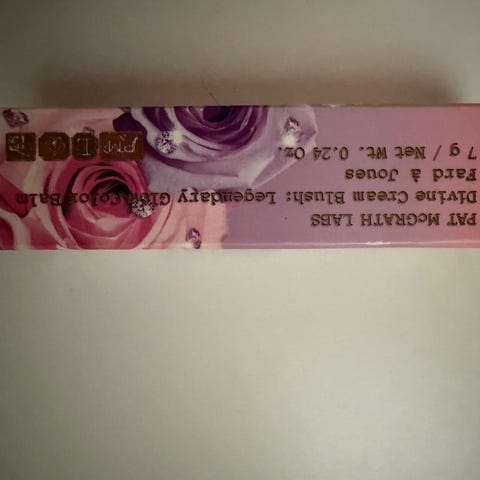 PAT McGRATH LABS
Divine Cream Blush: Legendary Glow Color Balm
Fard à Joues
7 g / Net Wt. 0.24 Oz.